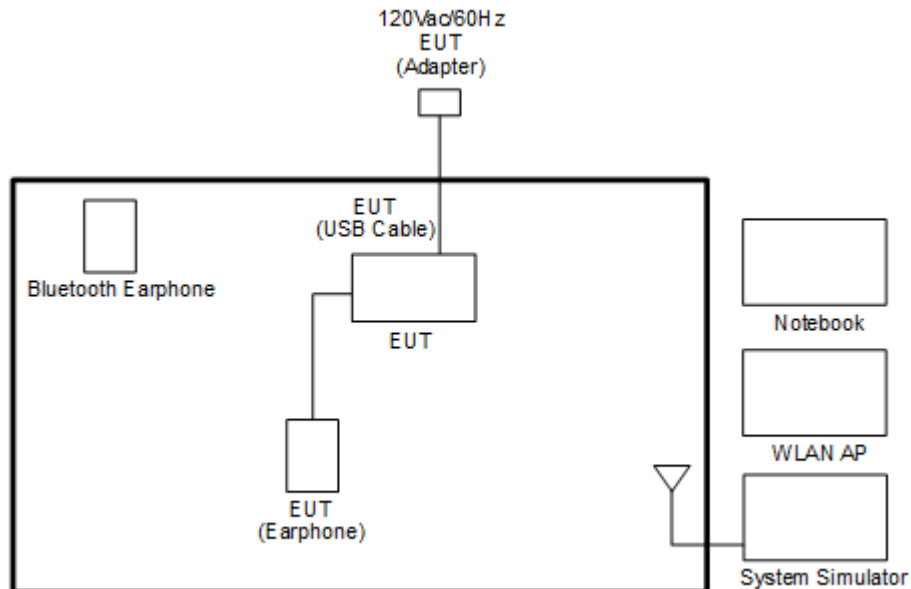 120Vac/60Hz
EUT
(Adapter)
EUT
(USB Cable)
Bluetooth Earphone
EUT
Notebook
WLAN AP
EUT
(Earphone)
System Simulator